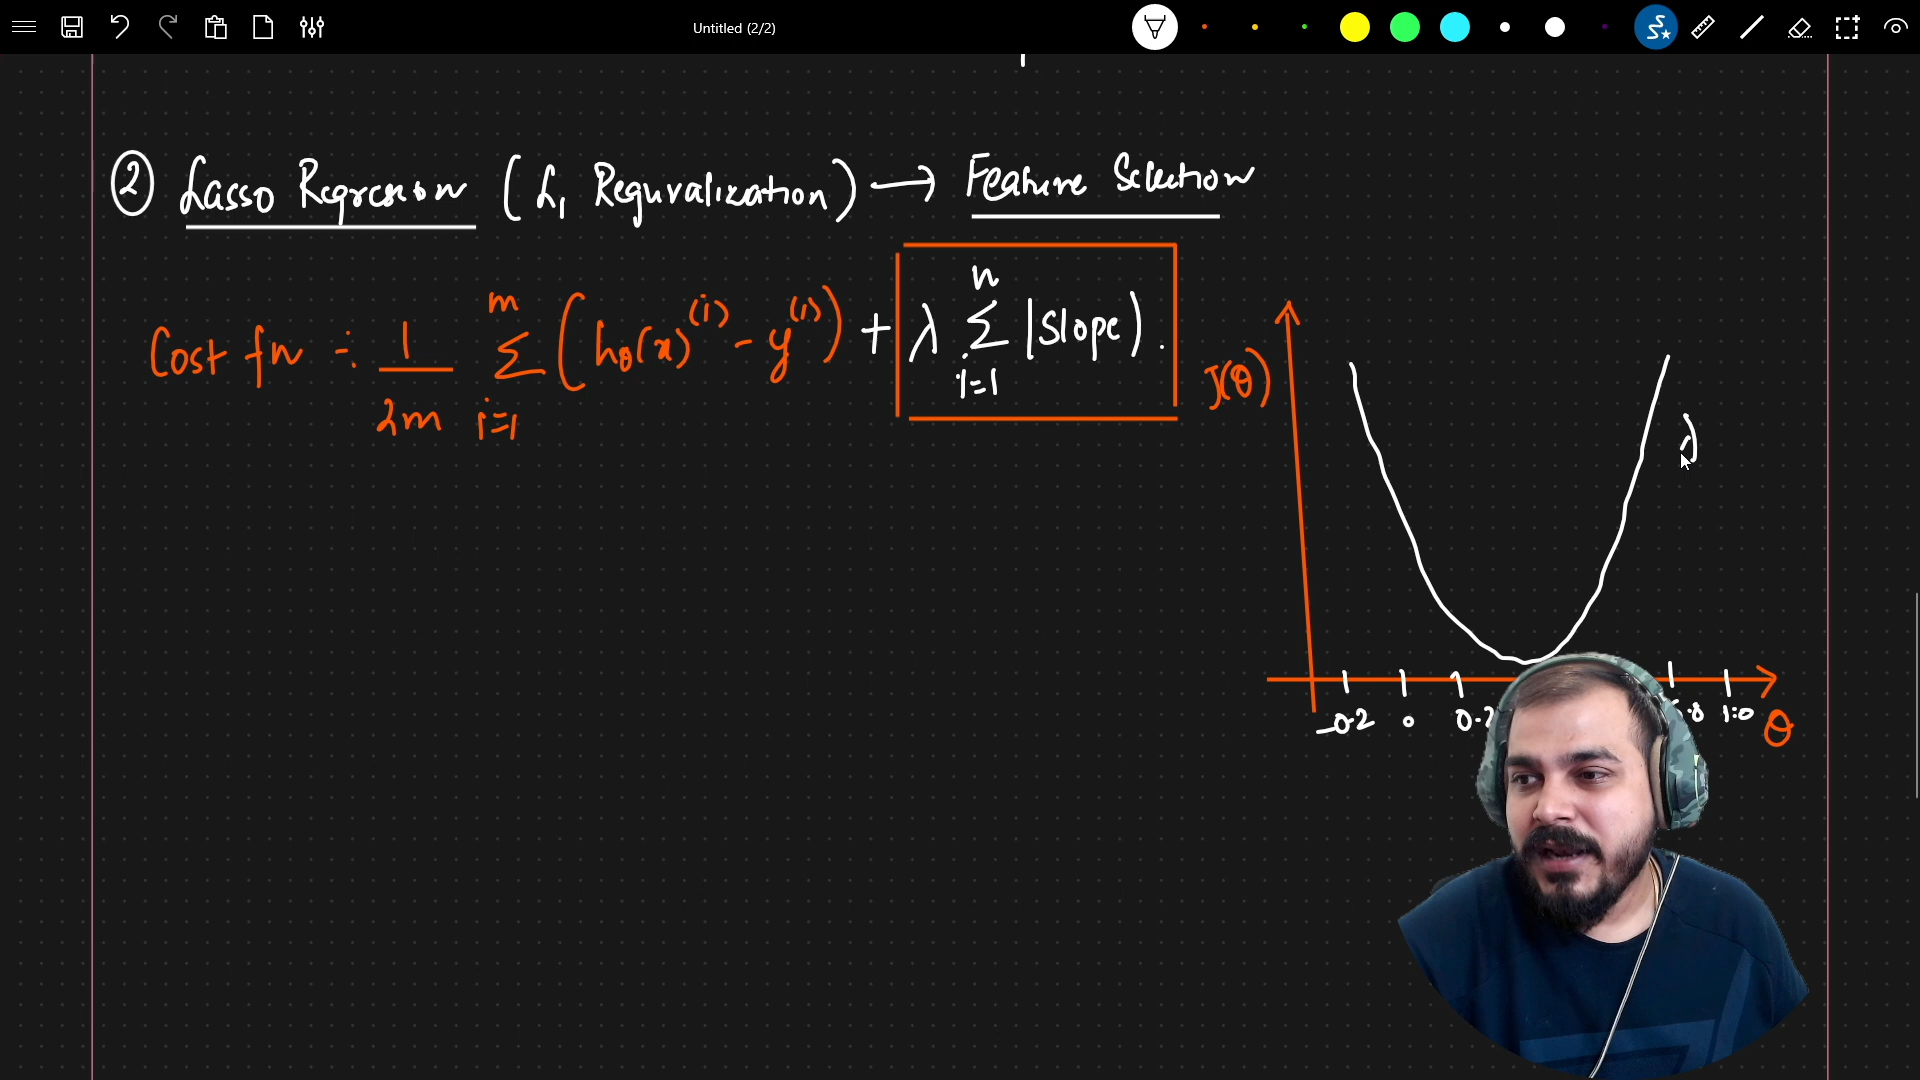 Untitled (2/2)
② Lasso Regression (L1 Reguralization) → Feature Selection
Cost fn ÷ 1/2m m∑i=1 (hθ(x)^(i) - y^(i)) + λ n∑i=1 |Slope).
J(θ)
-0.2 0 0.2 1.0 θ